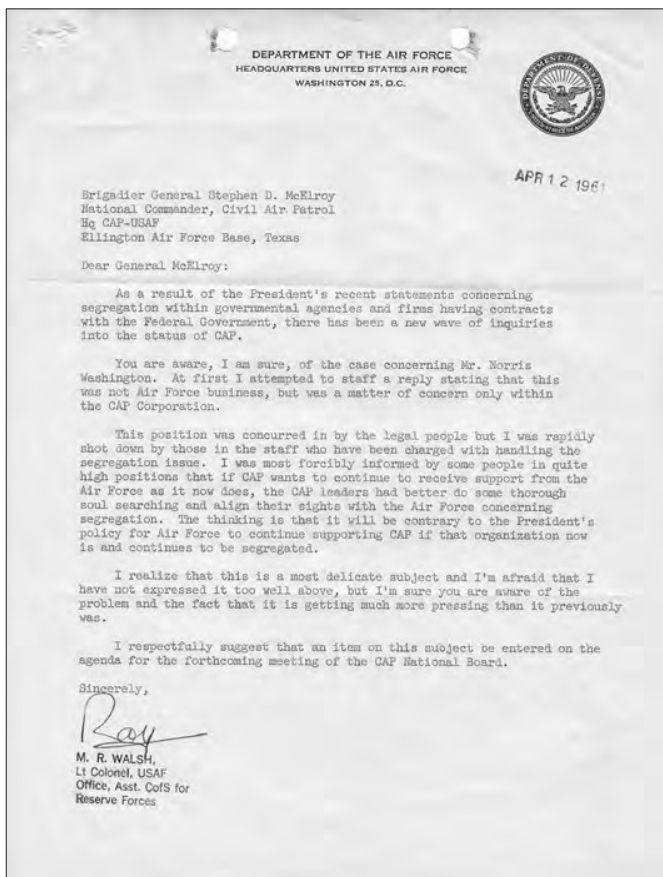 DEPARTMENT OF THE AIR FORCE
HEADQUARTERS UNITED STATES AIR FORCE
WASHINGTON 25, D.C.
DEPARTMENT OF DEFENSE
UNITED STATES OF AMERICA
APR 12 1961
Brigadier General Stephen D. McElroy
National Commander, Civil Air Patrol
Hq CAP-USAF
Ellington Air Force Base, Texas
Dear General McElroy:
As a result of the President's recent statements concerning
segregation within governmental agencies and firms having contracts
with the Federal Government, there has been a new wave of inquiries
into the status of CAP.
You are aware, I am sure, of the case concerning Mr. Norris
Washington. At first I attempted to staff a reply stating that this
was not Air Force business, but was a matter of concern only within
the CAP Corporation.
This position was concurred in by the legal people but I was rapidly
shot down by those in the staff who have been charged with handling the
segregation issue. I was most forcibly informed by some people in quite
high positions that if CAP wants to continue to receive support from the
Air Force as it now does, the CAP leaders had better do some thorough
soul searching and align their sights with the Air Force concerning
segregation. The thinking is that it will be contrary to the President's
policy for Air Force to continue supporting CAP if that organization now
is and continues to be segregated.
I realize that this is a most delicate subject and I'm afraid that I
have not expressed it too well above, but I'm sure you are aware of the
problem and the fact that it is getting much more pressing than it previously
was.
I respectfully suggest that an item on this subject be entered on the
agenda for the forthcoming meeting of the CAP National Board.
Sincerely,
Ray
M. R. WALSH,
Lt Colonel, USAF
Office, Asst. CofS for
Reserve Forces